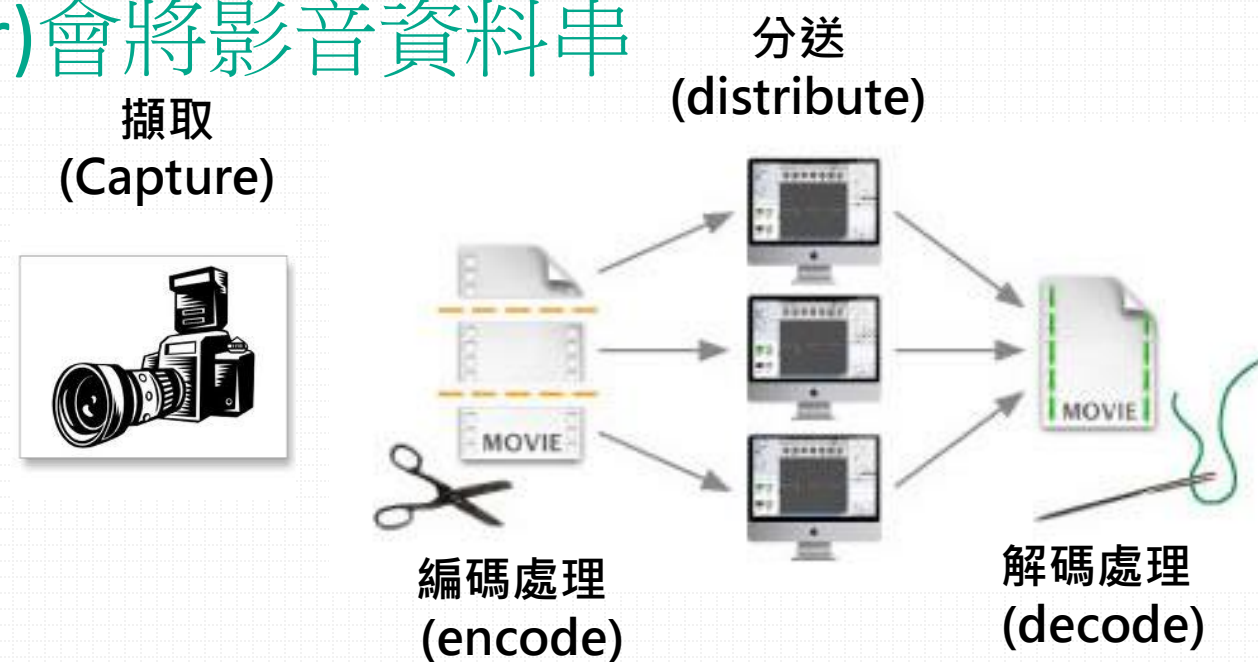 r)會將影音資料串
分送
(distribute)
擷取
(Capture)
MOVIE
MOVIE
編碼處理
(encode)
解碼處理
(decode)